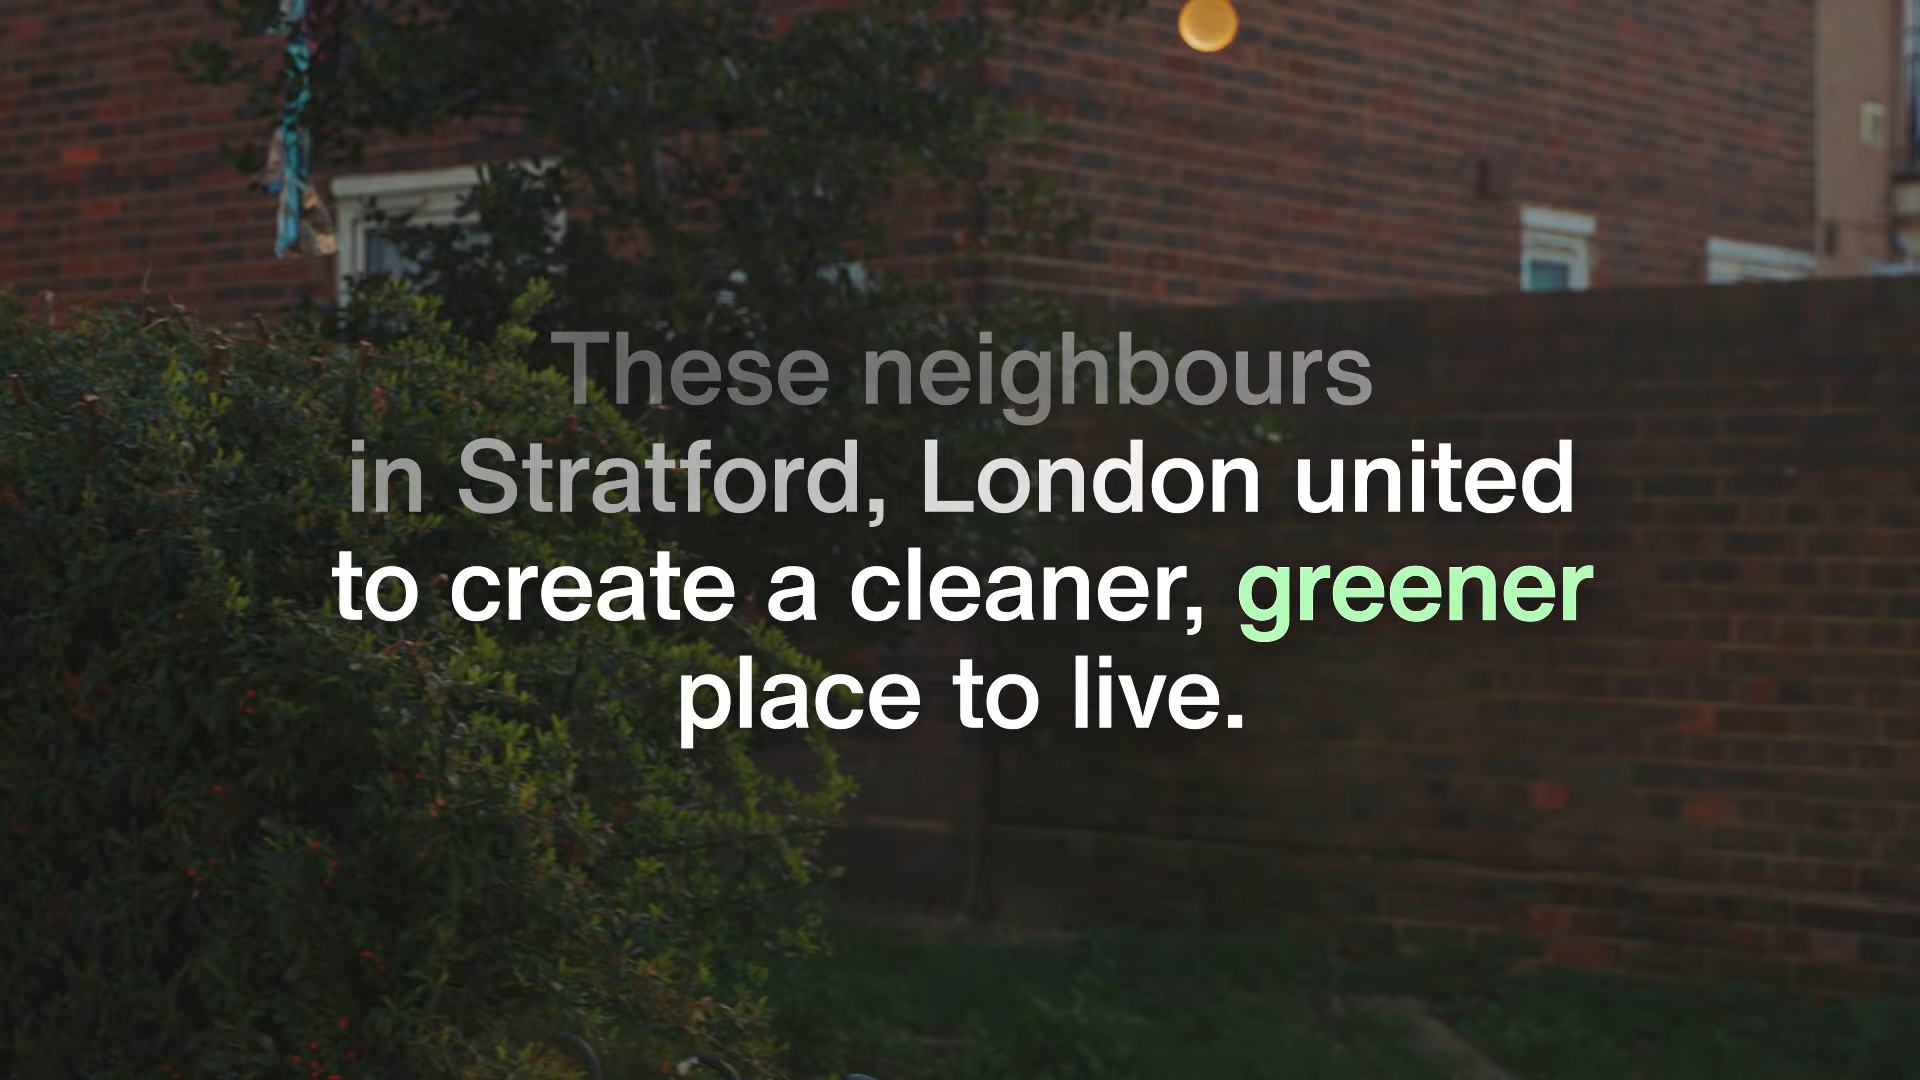 These neighbours
in Stratford, London united
to create a cleaner, greener
place to live.